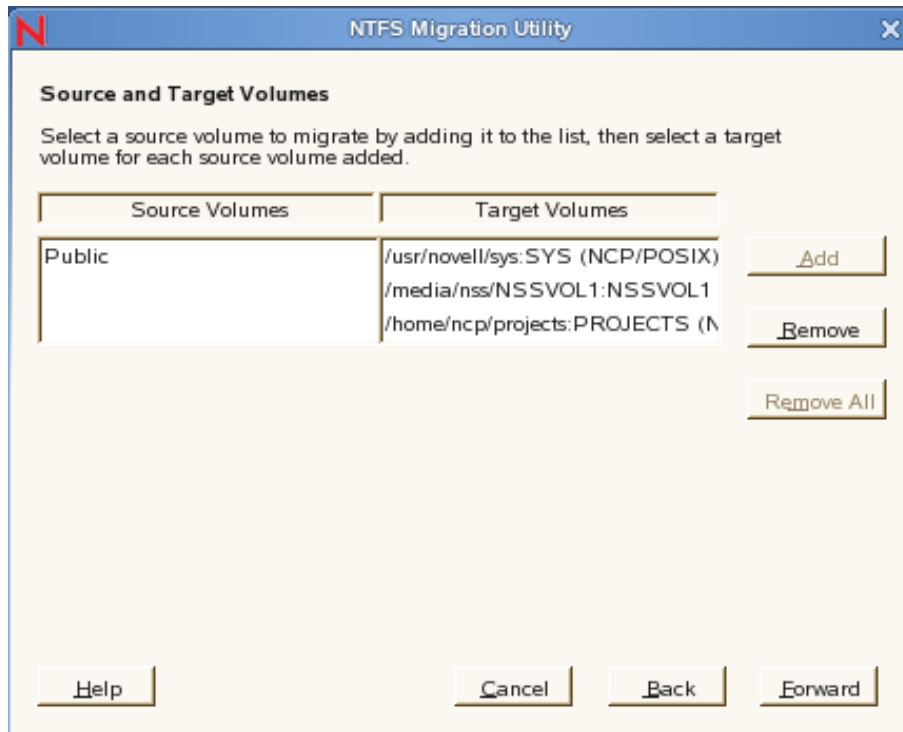 NTFS Migration Utility
Source and Target Volumes
Select a source volume to migrate by adding it to the list, then select a target
volume for each source volume added.
Source Volumes
Target Volumes
Public
/usr/novell/sys:SYS (NCP/POSIX)
/media/nss/NSSVOL1:NSSVOL1
/home/ncp/projects:PROJECTS (N
Add
Remove
Remove All
Help
Cancel
Back
Forward